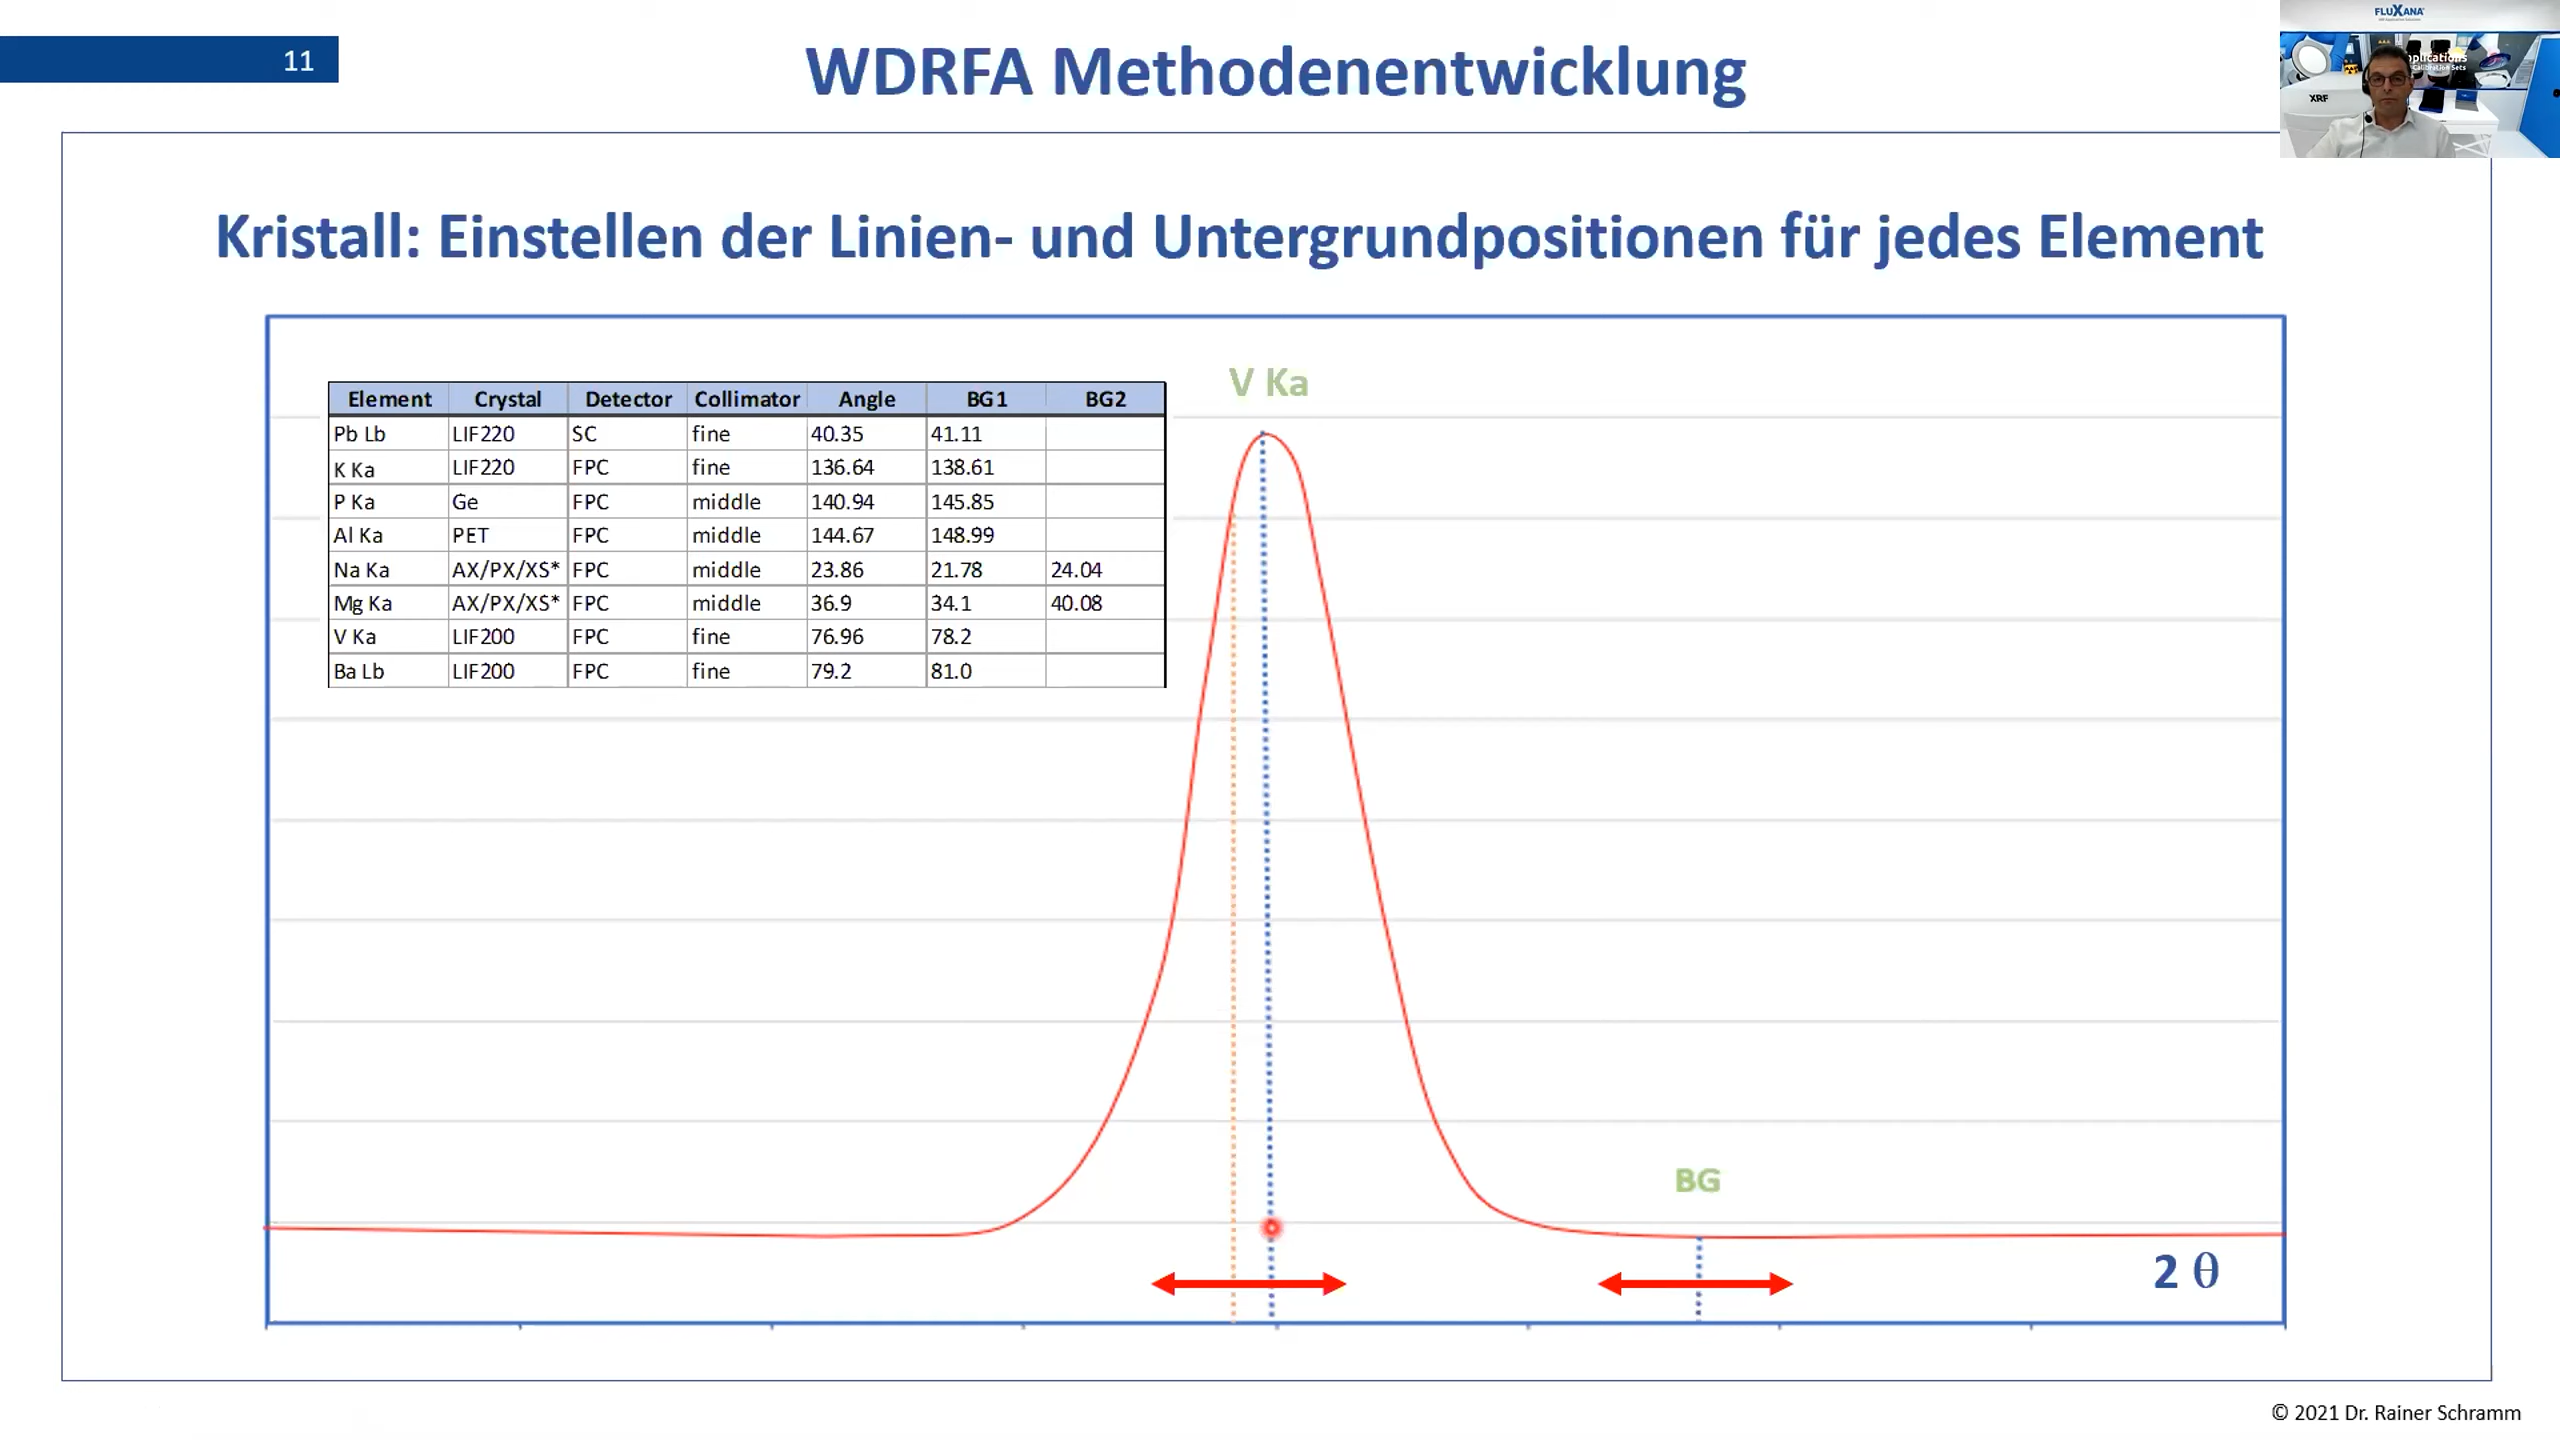 11
WDRFA Methodenentwicklung
FLUXANA
XRF
Kristall: Einstellen der Linien- und Untergrundpositionen für jedes Element
Element Crystal Detector Collimator Angle BG1 BG2
Pb Lb LIF220 SC fine 40.35 41.11
K Ka LIF220 FPC fine 136.64 138.61
P Ka Ge FPC middle 140.94 145.85
Al Ka PET FPC middle 144.67 148.99
Na Ka AX/PX/XS* FPC middle 23.86 21.78 24.04
Mg Ka AX/PX/XS* FPC middle 36.9 34.1 40.08
V Ka LIF200 FPC fine 76.96 78.2
Ba Lb LIF200 FPC fine 79.2 81.0
V Ka
BG
2 θ
© 2021 Dr. Rainer Schramm